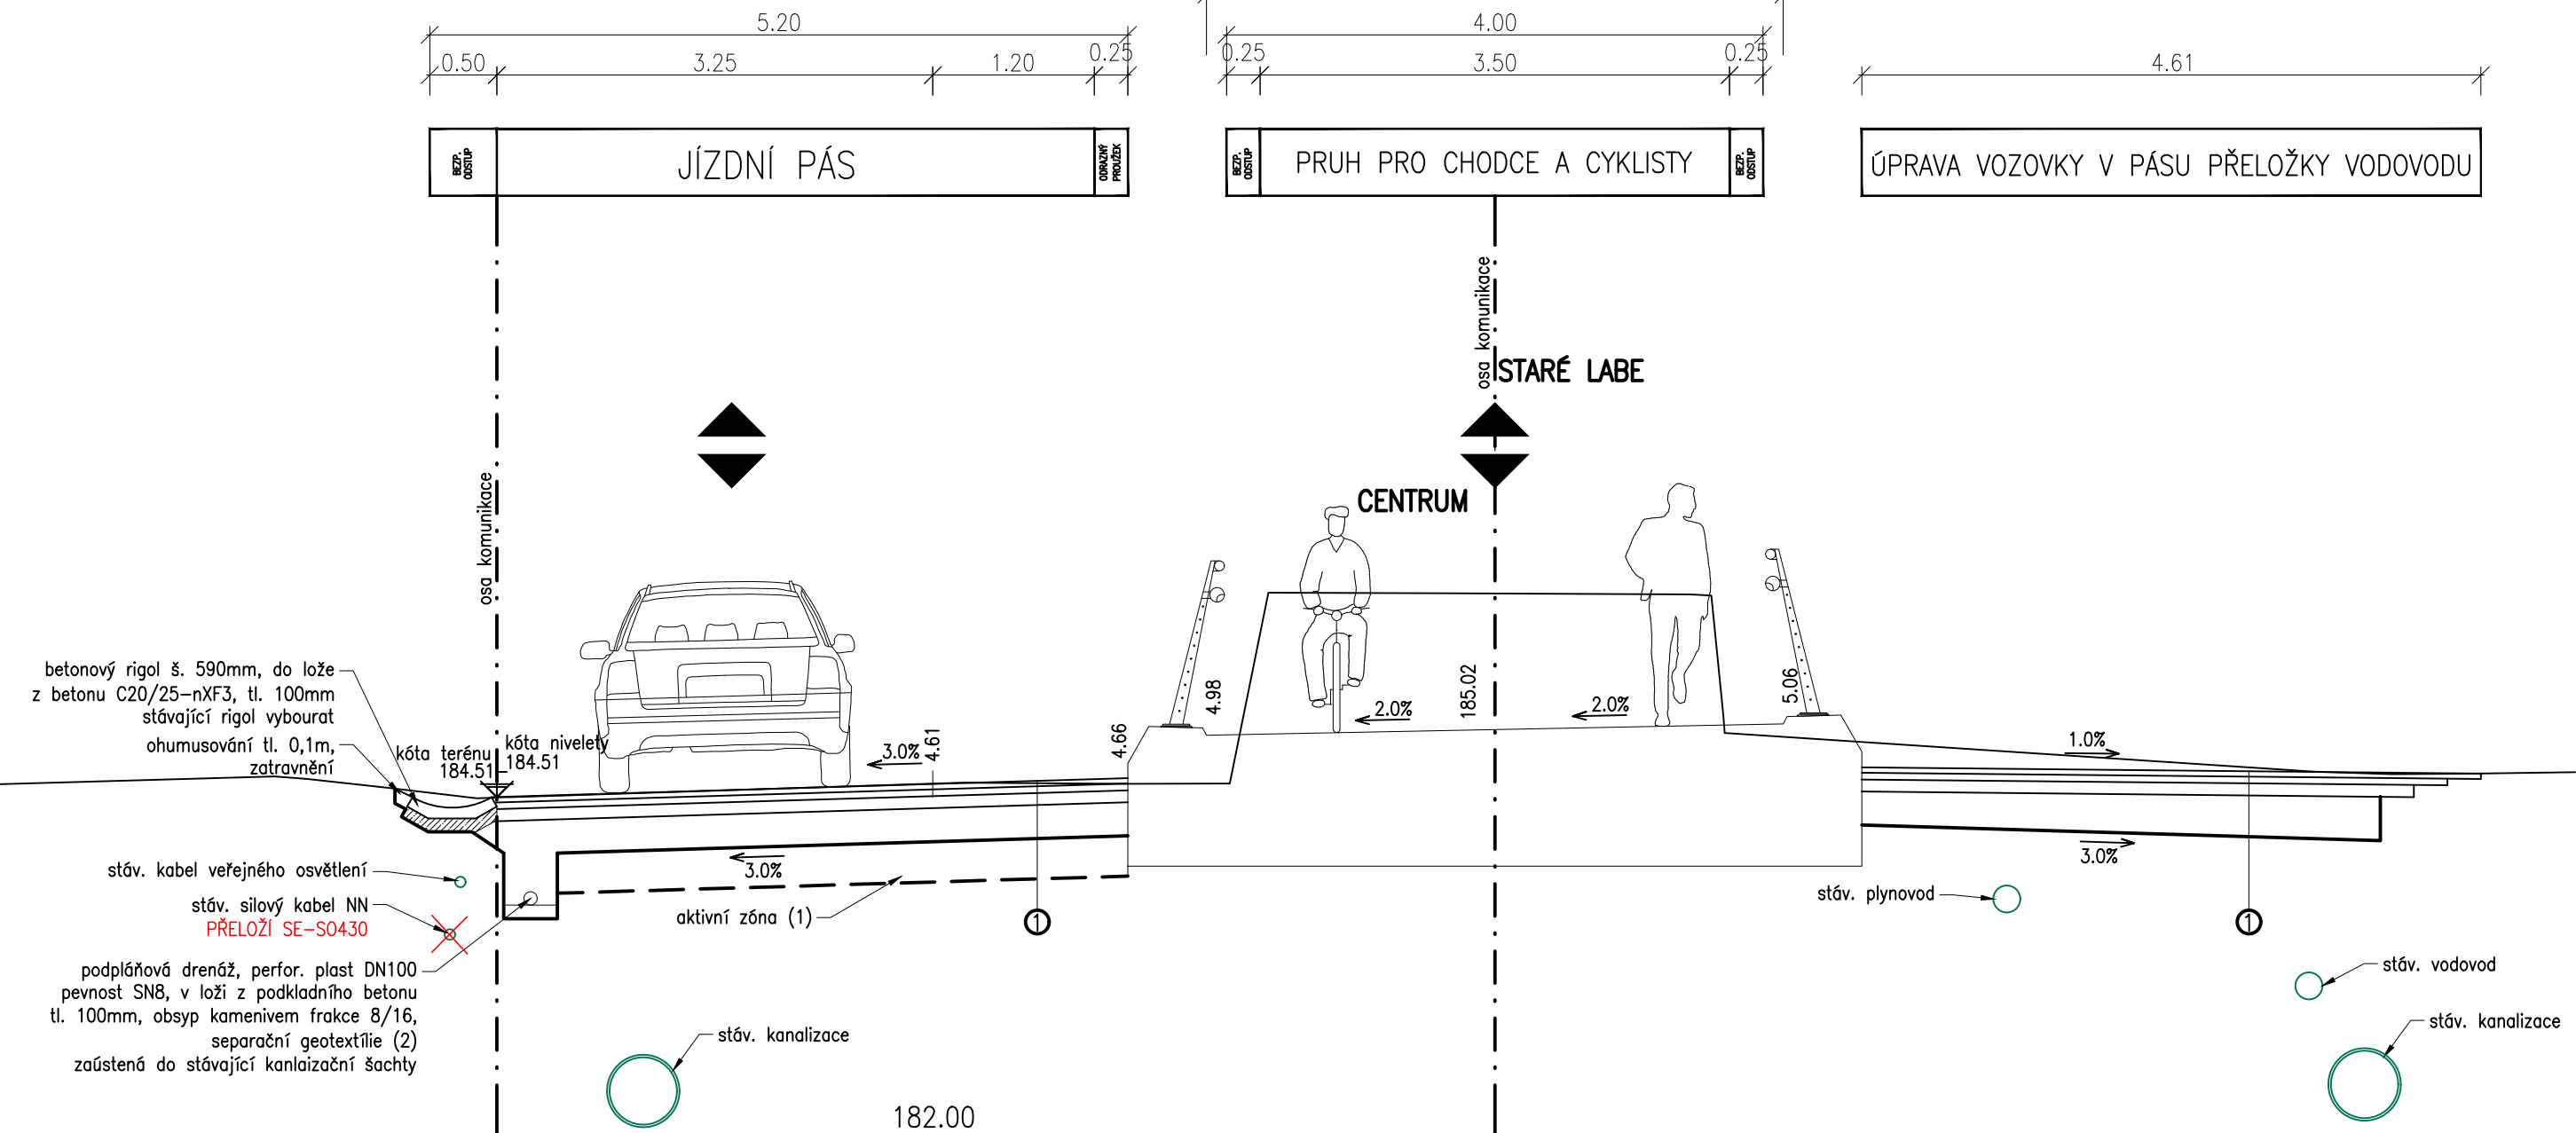 5.20
4.00
0.50
3.25
1.20
0.25
0.25
3.50
0.25
4.61
BEZP.
ODSTUP
JÍZDNÍ PÁS
ODRAZNÝ
PROUŽEK
BEZP.
ODSTUP
PRUH PRO CHODCE A CYKLISTY
BEZP.
ODSTUP
ÚPRAVA VOZOVKY V PÁSU PŘELOŽKY VODOVODU
osa komunikace
STARÉ LABE
osa komunikace
CENTRUM
betonový rigol š. 590mm, do lože
z betonu C20/25-nXF3, tl. 100mm
stávající rigol vybourat
ohumusování tl. 0,1m,
zatravnění
kóta terénu
184.51
kóta nivelety
184.51
3.0%
4.61
4.66
4.98
2.0%
185.02
2.0%
5.06
1.0%
3.0%
3.0%
stáv. kabel veřejného osvětlení
stáv. silový kabel NN
PŘELOŽÍ SE-SO430
aktivní zóna (1)
1
stáv. plynovod
1
podpláňová drenáž, perfor. plast DN100
pevnost SN8, v loži z podkladního betonu
tl. 100mm, obsyp kamenivem frakce 8/16,
separační geotextílie (2)
zaústená do stávající kanlaizační šachty
stáv. kanalizace
stáv. vodovod
stáv. kanalizace
182.00